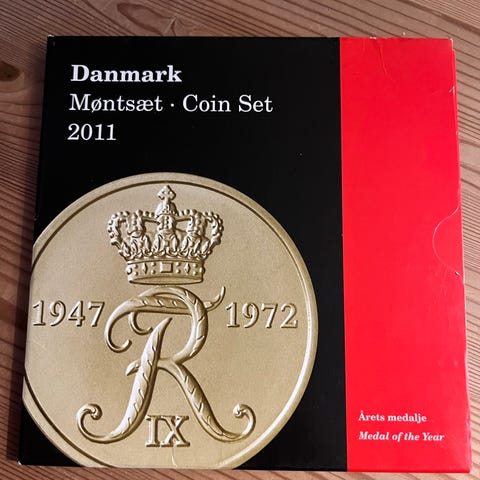 Danmark
Møntsæt · Coin Set
2011
1947 R 1972
IX
Årets medalje
Medal of the Year